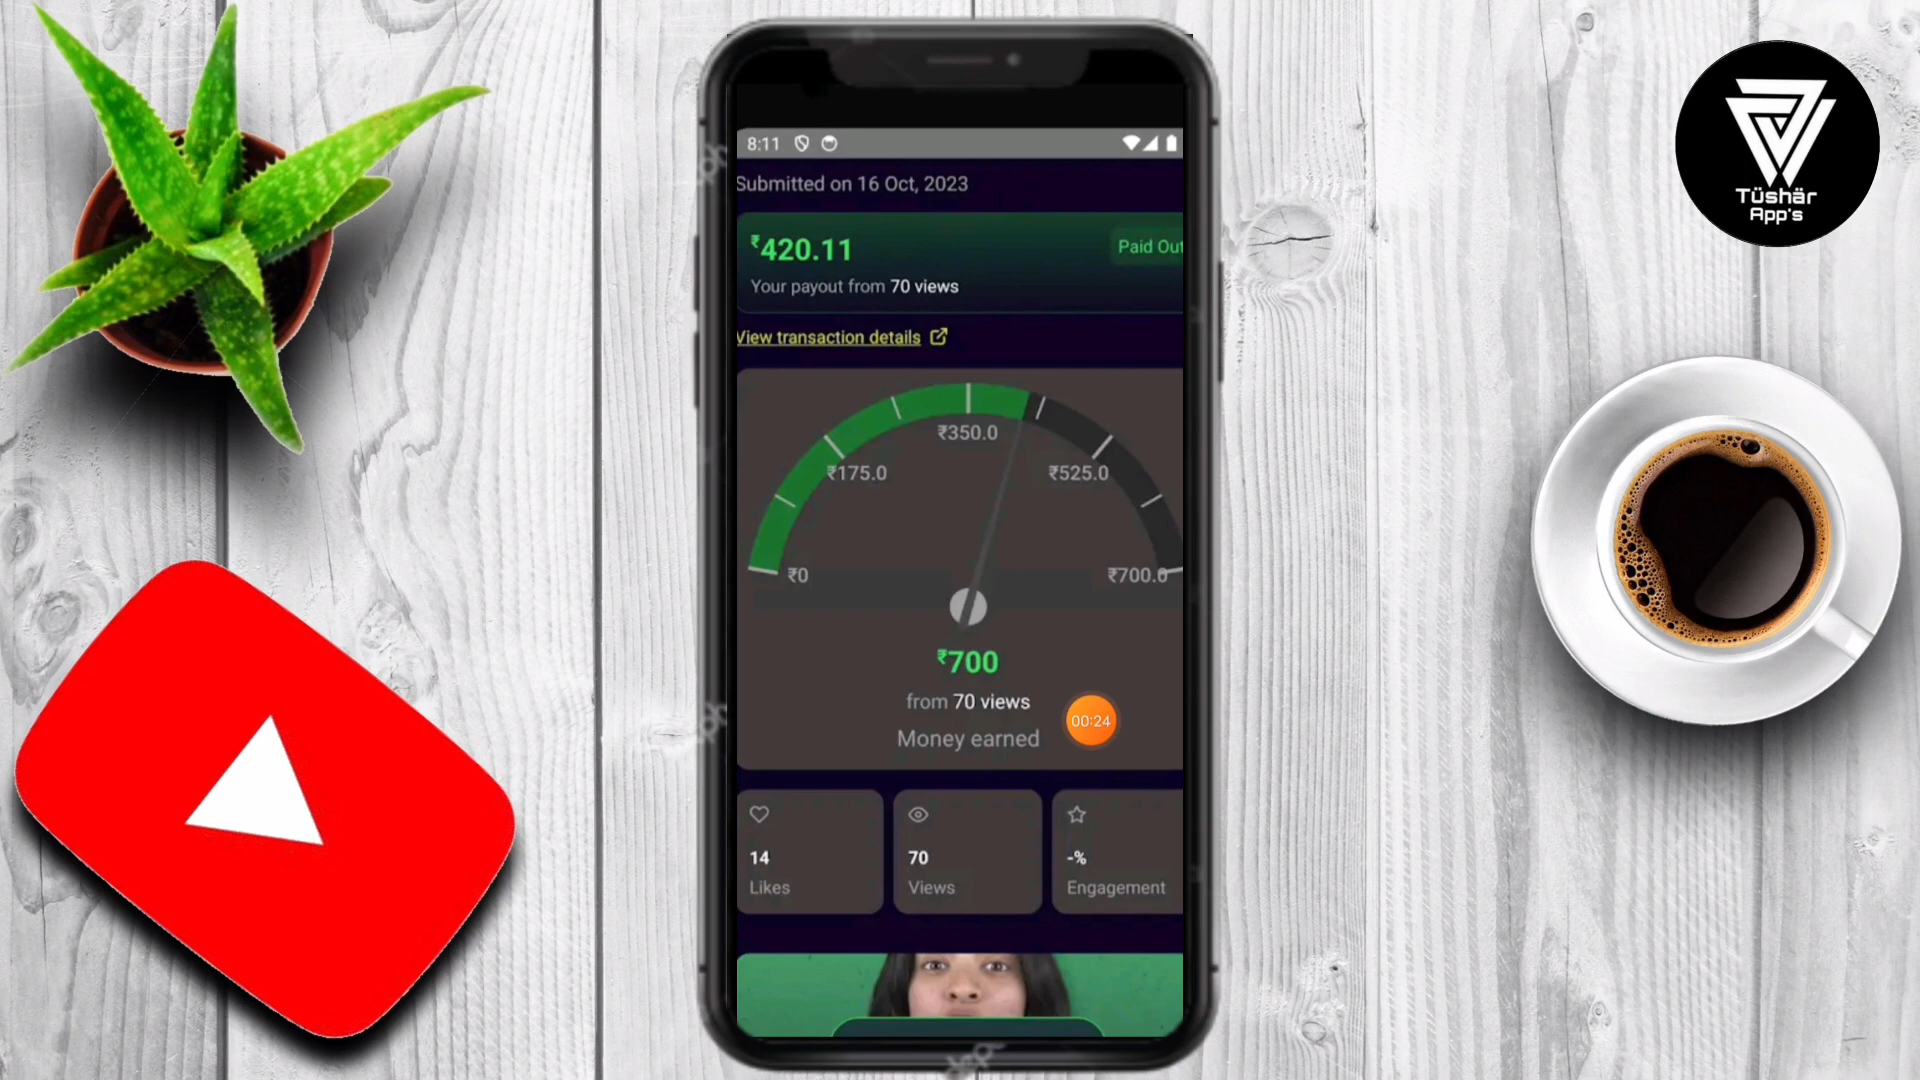 8:11
Submitted on 16 Oct, 2023
₹420.11
Paid Out
Your payout from 70 views
View transaction details
₹350.0
₹175.0
₹525.0
₹0
₹700.0
₹700
from 70 views
00:24
Money earned
14
Likes
70
Views
-%
Engagement
Tüshär
App's